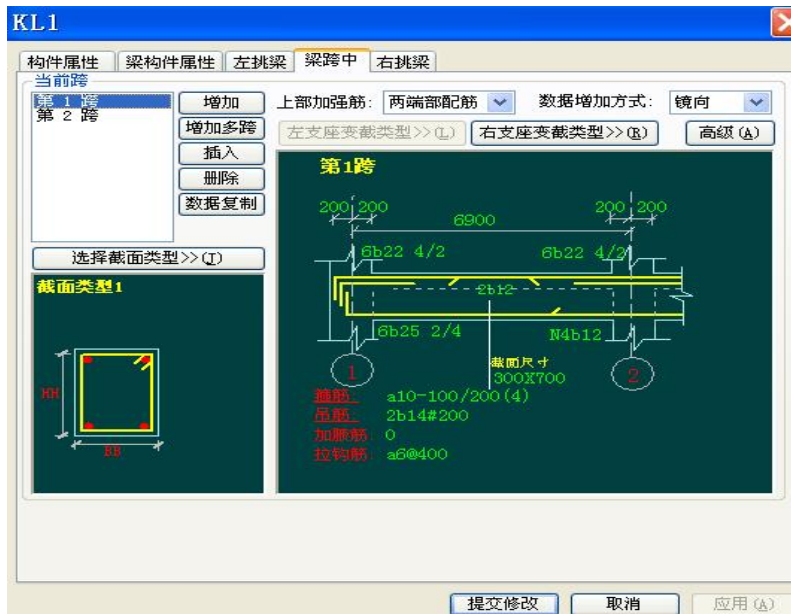 KL1
构件属性 梁构件属性 左挑梁 梁跨中 右挑梁
当前跨
第 1 跨
第 2 跨
增加
增加多跨
插入
删除
数据复制
选择截面类型>>(T)
截面类型1
HH
BB
上部加强筋: 两端部配筋 数据增加方式: 镜向
左支座变截类型>>(L) 右支座变截类型>>(R) 高级(A)
第1跨
200 200 6900 200 200
6b22 4/2 6b22 4/2
2b12
6b25 2/4 N4b12
截面尺寸
1 300X700 2
箍筋: a10-100/200(4)
吊筋: 2b14#200
加腋筋: 0
拉钩筋: a6@400
提交修改 取消 应用(A)